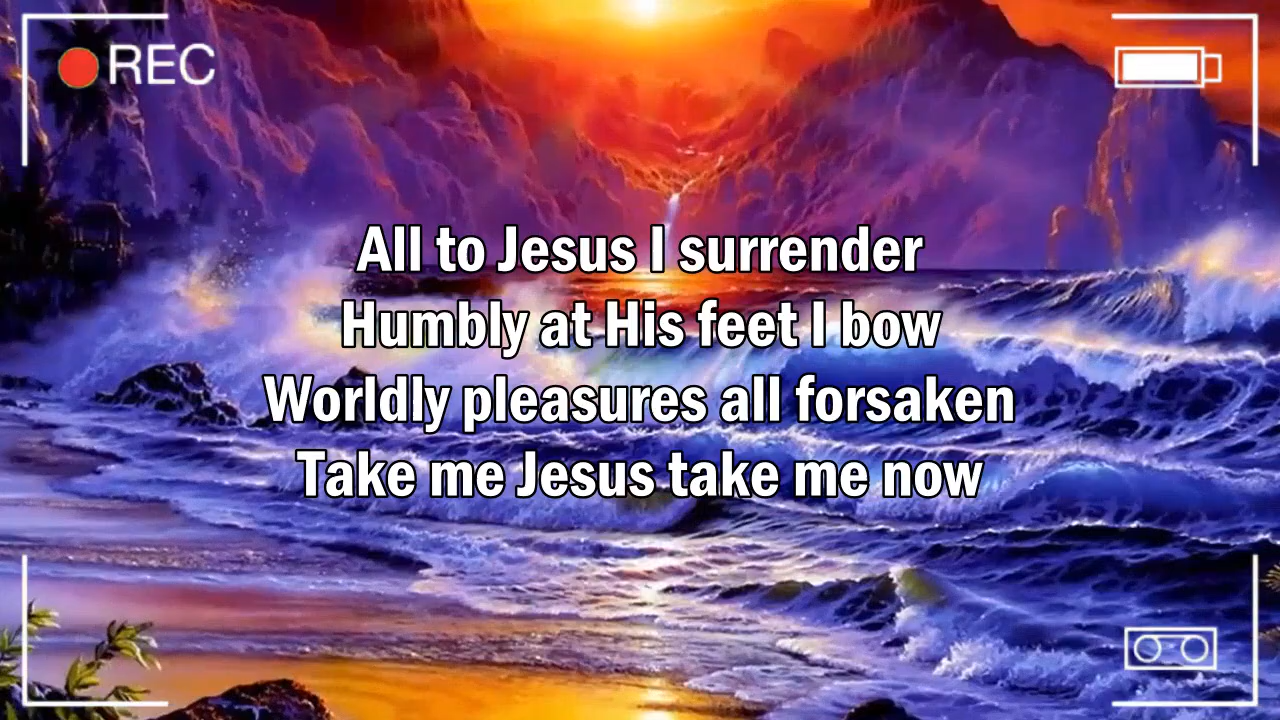 REC
All to Jesus I surrender
Humbly at His feet I bow
Worldly pleasures all forsaken
Take me Jesus take me now